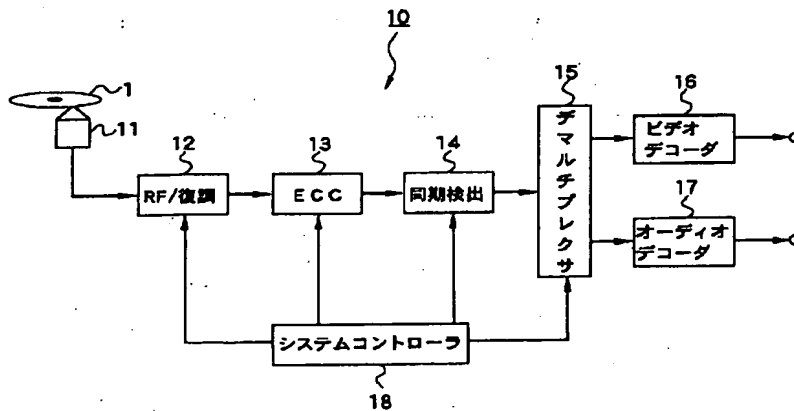 10
1
11
12
RF/復調
13
ECC
14
同期検出
15
デマルチプレクサ
16
ビデオ
デコーダ
17
オーディオ
デコーダ
システムコントローラ
18